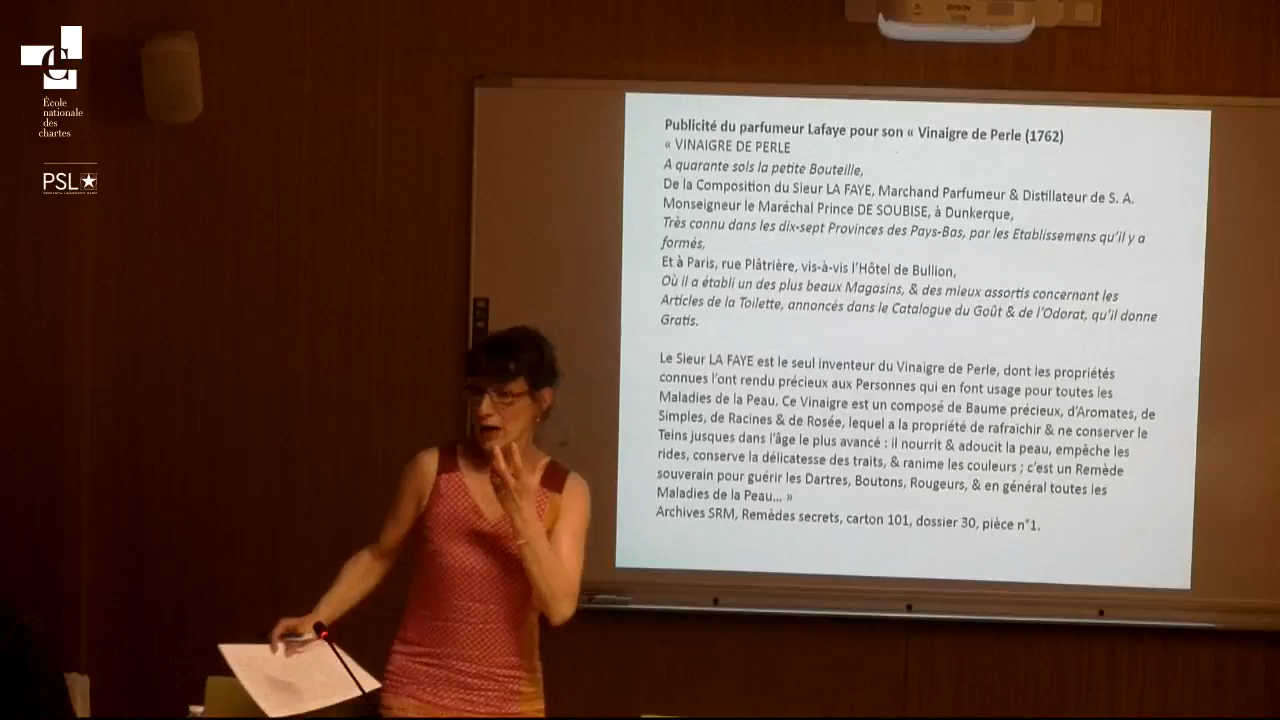 École
nationale
des
chartes
PSL
EPSON
Publicité du parfumeur Lafaye pour son « Vinaigre de Perle (1762)
« VINAIGRE DE PERLE
A quarante sols la petite Bouteille,
De la Composition du Sieur LA FAYE, Marchand Parfumeur & Distillateur de S. A.
Monseigneur le Maréchal Prince DE SOUBISE, à Dunkerque,
Très connu dans les dix-sept Provinces des Pays-Bas, par les Etablissemens qu'il y a
formés,
Et à Paris, rue Plâtrière, vis-à-vis l'Hôtel de Bullion,
Où il a établi un des plus beaux Magasins, & des mieux assortis concernant les
Articles de la Toilette, annoncés dans le Catalogue du Goût & de l'Odorat, qu'il donne
Gratis.
Le Sieur LA FAYE est le seul inventeur du Vinaigre de Perle, dont les propriétés
connues l'ont rendu précieux aux Personnes qui en font usage pour toutes les
Maladies de la Peau. Ce Vinaigre est un composé de Baume précieux, d'Aromates, de
Simples, de Racines & de Rosée, lequel a la propriété de rafraichir & ne conserver le
Teins jusques dans l'âge le plus avancé : il nourrit & adoucit la peau, empêche les
rides, conserve la délicatesse des traits, & ranime les couleurs ; c'est un Remède
souverain pour guérir les Dartres, Boutons, Rougeurs, & en général toutes les
Maladies de la Peau... »
Archives SRM, Remèdes secrets, carton 101, dossier 30, pièce n°1.